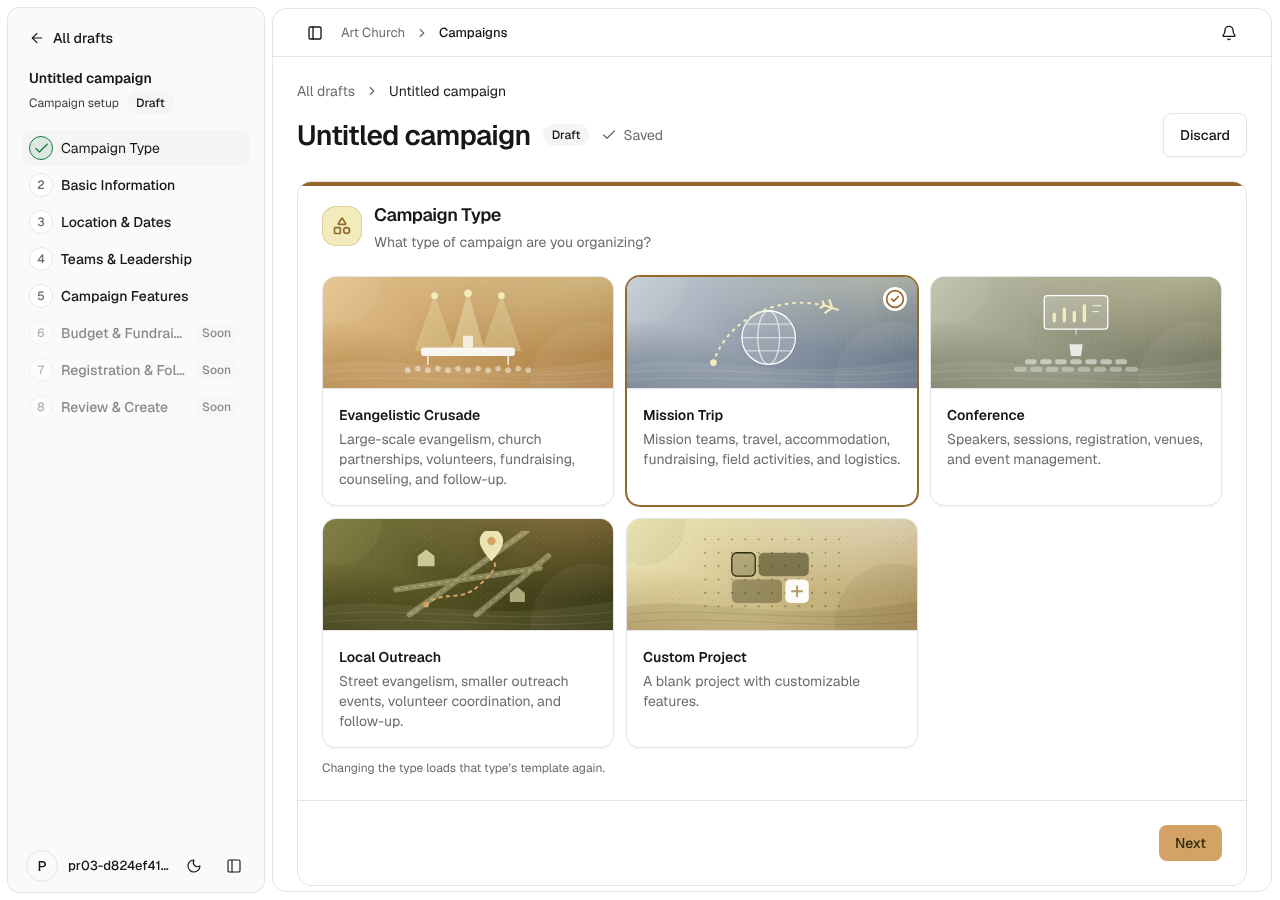 All drafts
Untitled campaign
Campaign setup Draft
Campaign Type
2 Basic Information
3 Location & Dates
4 Teams & Leadership
5 Campaign Features
6 Budget & Fundrai... Soon
7 Registration & Fol... Soon
8 Review & Create Soon
P pr03-d824ef41...
Art Church Campaigns
All drafts Untitled campaign
Untitled campaign Draft Saved
Discard
Campaign Type
What type of campaign are you organizing?
Evangelistic Crusade
Large-scale evangelism, church
partnerships, volunteers, fundraising,
counseling, and follow-up.
Mission Trip
Mission teams, travel, accommodation,
fundraising, field activities, and logistics.
Conference
Speakers, sessions, registration, venues,
and event management.
Local Outreach
Street evangelism, smaller outreach
events, volunteer coordination, and
follow-up.
Custom Project
A blank project with customizable
features.
Changing the type loads that type's template again.
Next